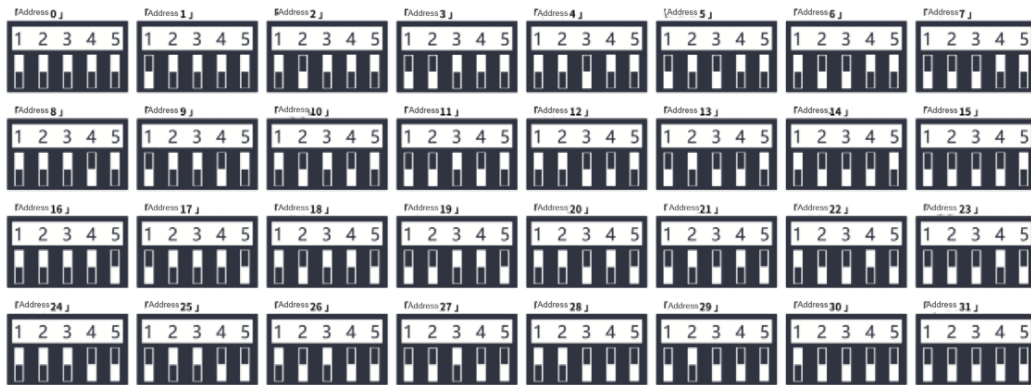 「Address 0」 「Address 1」 「Address 2」 「Address 3」 「Address 4」 「Address 5」 「Address 6」 「Address 7」
1 2 3 4 5 1 2 3 4 5 1 2 3 4 5 1 2 3 4 5 1 2 3 4 5 1 2 3 4 5 1 2 3 4 5 1 2 3 4 5
「Address 8」 「Address 9」 「Address 10」 「Address 11」 「Address 12」 「Address 13」 「Address 14」 「Address 15」
1 2 3 4 5 1 2 3 4 5 1 2 3 4 5 1 2 3 4 5 1 2 3 4 5 1 2 3 4 5 1 2 3 4 5 1 2 3 4 5
「Address 16」 「Address 17」 「Address 18」 「Address 19」 「Address 20」 「Address 21」 「Address 22」 「Address 23」
1 2 3 4 5 1 2 3 4 5 1 2 3 4 5 1 2 3 4 5 1 2 3 4 5 1 2 3 4 5 1 2 3 4 5 1 2 3 4 5
「Address 24」 「Address 25」 「Address 26」 「Address 27」 「Address 28」 「Address 29」 「Address 30」 「Address 31」
1 2 3 4 5 1 2 3 4 5 1 2 3 4 5 1 2 3 4 5 1 2 3 4 5 1 2 3 4 5 1 2 3 4 5 1 2 3 4 5